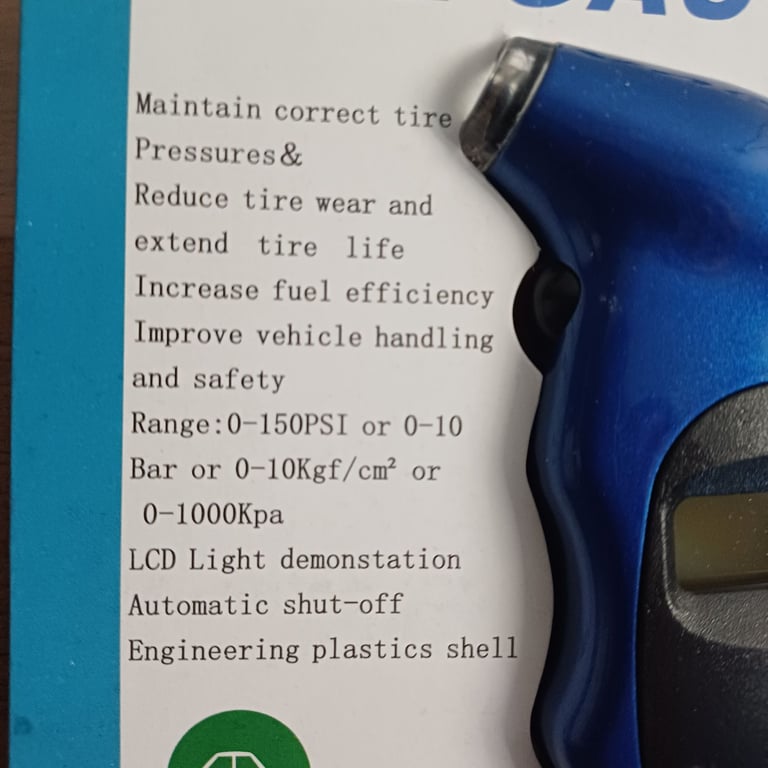 Maintain correct tire
Pressures&
Reduce tire wear and
extend tire life
Increase fuel efficiency
Improve vehicle handling
and safety
Range:0-150PSI or 0-10
Bar or 0-10Kgf/cm² or
0-1000Kpa
LCD Light demonstation
Automatic shut-off
Engineering plastics shell